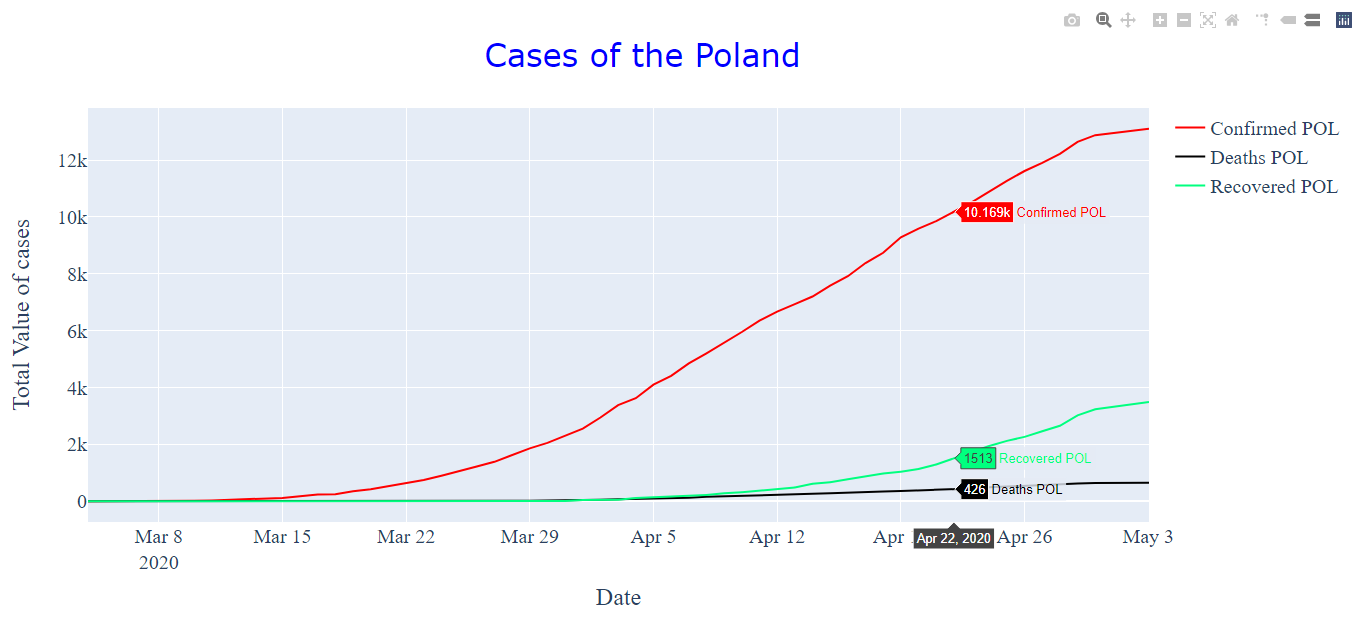 Cases of the Poland
Confirmed POL
Deaths POL
Recovered POL
Total Value of cases
12k
10k
8k
6k
4k
2k
0
10.169k Confirmed POL
1513 Recovered POL
426 Deaths POL
Mar 8
2020
Mar 15
Mar 22
Mar 29
Apr 5
Apr 12
Apr
Apr 22, 2020
Apr 26
May 3
Date